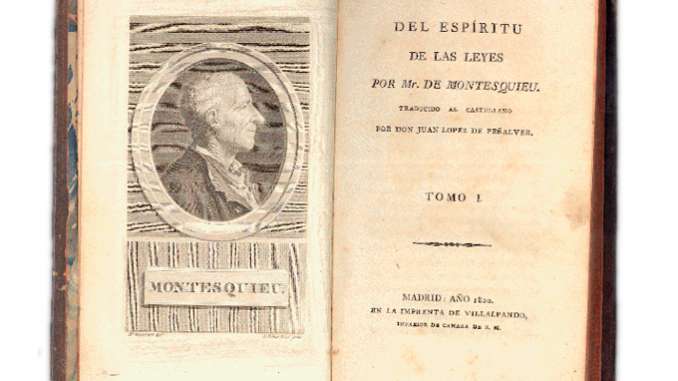 MONTESQUIEU.
DEL ESPÍRITU
DE LAS LEYES
POR Mr. DE MONTESQUIEU.
TRADUCIDO AL CASTELLANO
POR DON JUAN LOPEZ DE PEÑALVER.
TOMO I.
MADRID: AÑO 1820.
EN LA IMPRENTA DE VILLALPANDO,
IMPRESOR DE CAMARA DE S. M.